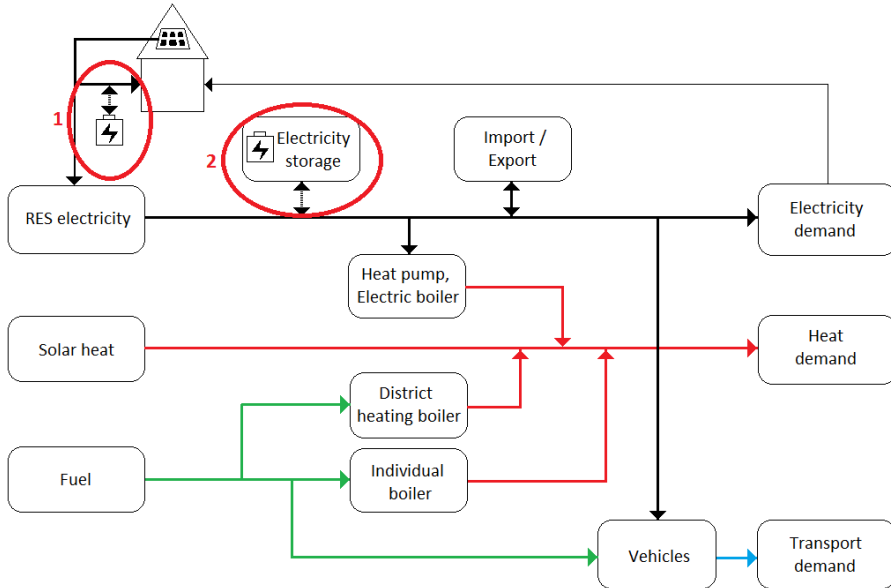 1
2
Electricity
storage
Import /
Export
RES electricity
Electricity
demand
Heat pump,
Electric boiler
Solar heat
Heat
demand
District
heating boiler
Fuel
Individual
boiler
Vehicles
Transport
demand